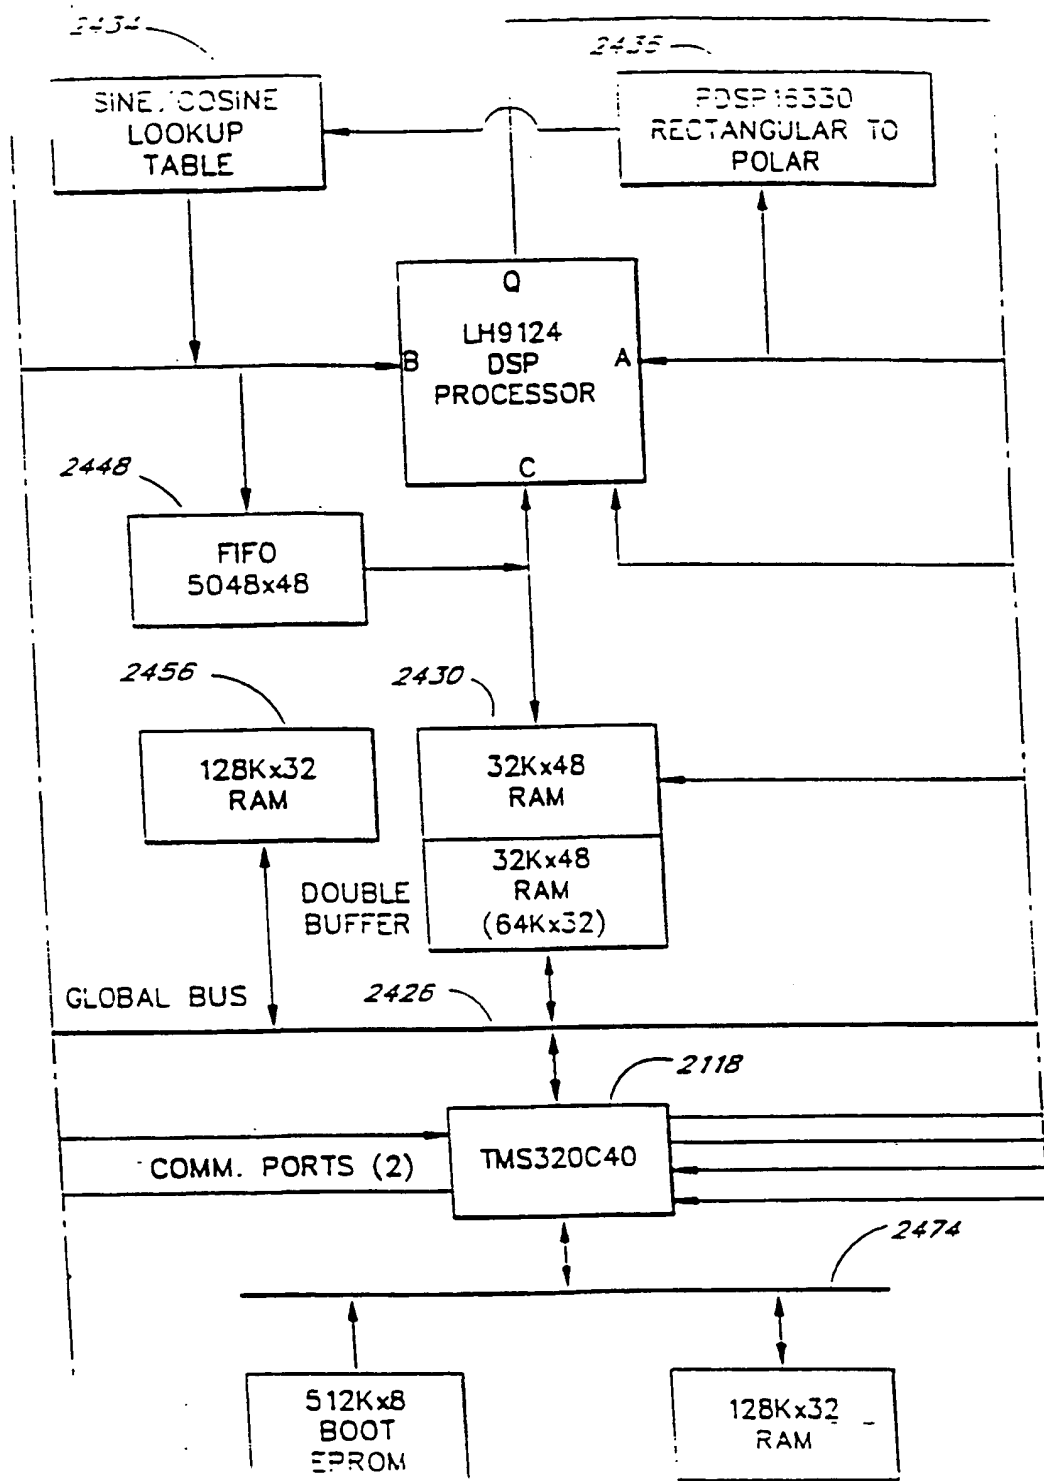 2434
2436
SINE/COSINE
LOOKUP
TABLE
PDSP16330
RECTANGULAR TO
POLAR
Q
LH9124
DSP
PROCESSOR
B
A
C
2448
FIFO
5048x48
2456
2430
128Kx32
RAM
32Kx48
RAM
32Kx48
RAM
(64Kx32)
DOUBLE
BUFFER
GLOBAL BUS
2426
2118
TMS320C40
COMM. PORTS (2)
2474
512Kx8
BOOT
EPROM
128Kx32
RAM